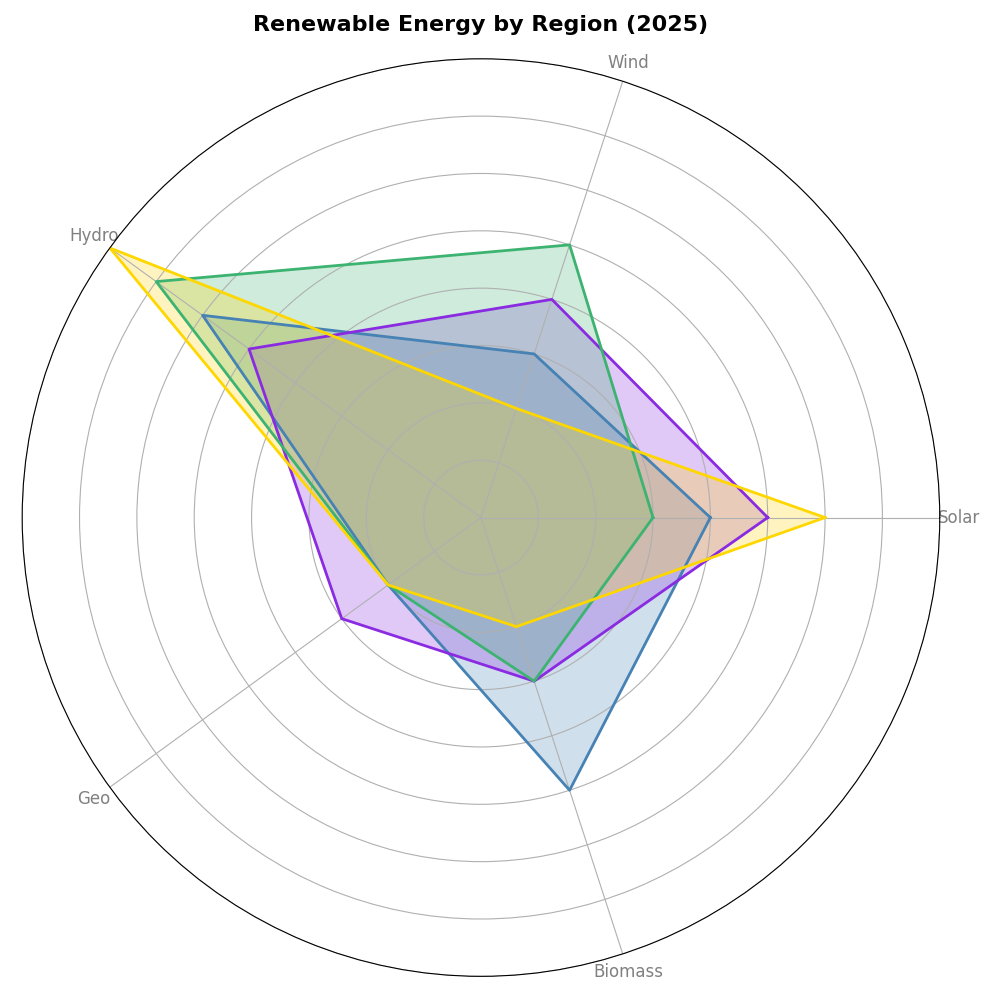 Renewable Energy by Region (2025)
Wind
Hydro
Solar
Geo
Biomass